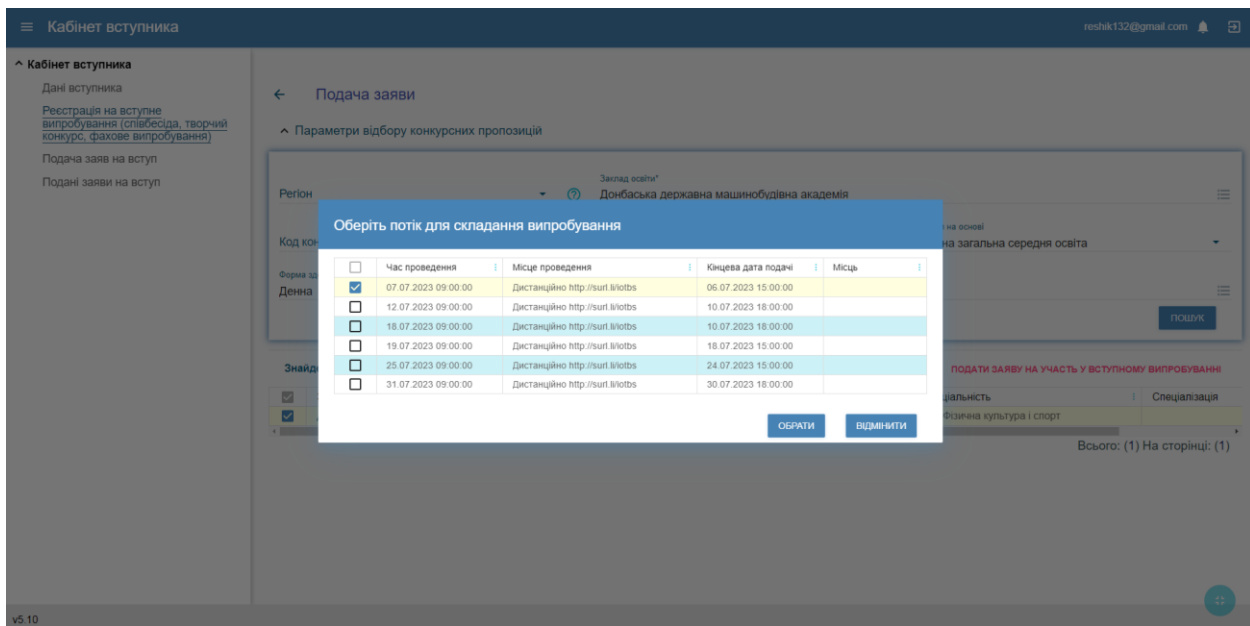 Кабінет вступника
reshik132@gmail.com
Кабінет вступника
Дані вступника
Реєстрація на вступне
випробування (співбесіда, творчий
конкурс, фахове випробування)
Подача заяв на вступ
Подані заяви на вступ
Подача заяви
Параметри відбору конкурсних пропозицій
Заклад освіти*
Регіон
Донбаська державна машинобудівна академія
Оберіть потік для складання випробування
на основі
Код
на загальна середня освіта
Форма
Денна
Час проведення Місце проведення Кінцева дата подачі Місць
07.07.2023 09:00:00 Дистанційно http://surl.li/iotbs 06.07.2023 15:00:00
12.07.2023 09:00:00 Дистанційно http://surl.li/iotbs 10.07.2023 18:00:00
18.07.2023 09:00:00 Дистанційно http://surl.li/iotbs 10.07.2023 18:00:00
19.07.2023 09:00:00 Дистанційно http://surl.li/iotbs 18.07.2023 15:00:00
25.07.2023 09:00:00 Дистанційно http://surl.li/iotbs 24.07.2023 15:00:00
31.07.2023 09:00:00 Дистанційно http://surl.li/iotbs 30.07.2023 18:00:00
ПОШУК
ПОДАТИ ЗАЯВУ НА УЧАСТЬ У ВСТУПНОМУ ВИПРОБУВАННІ
Спеціалізація
Фізична культура і спорт
ОБРАТИ ВІДМІНИТИ
Всього: (1) На сторінці: (1)
v5.10